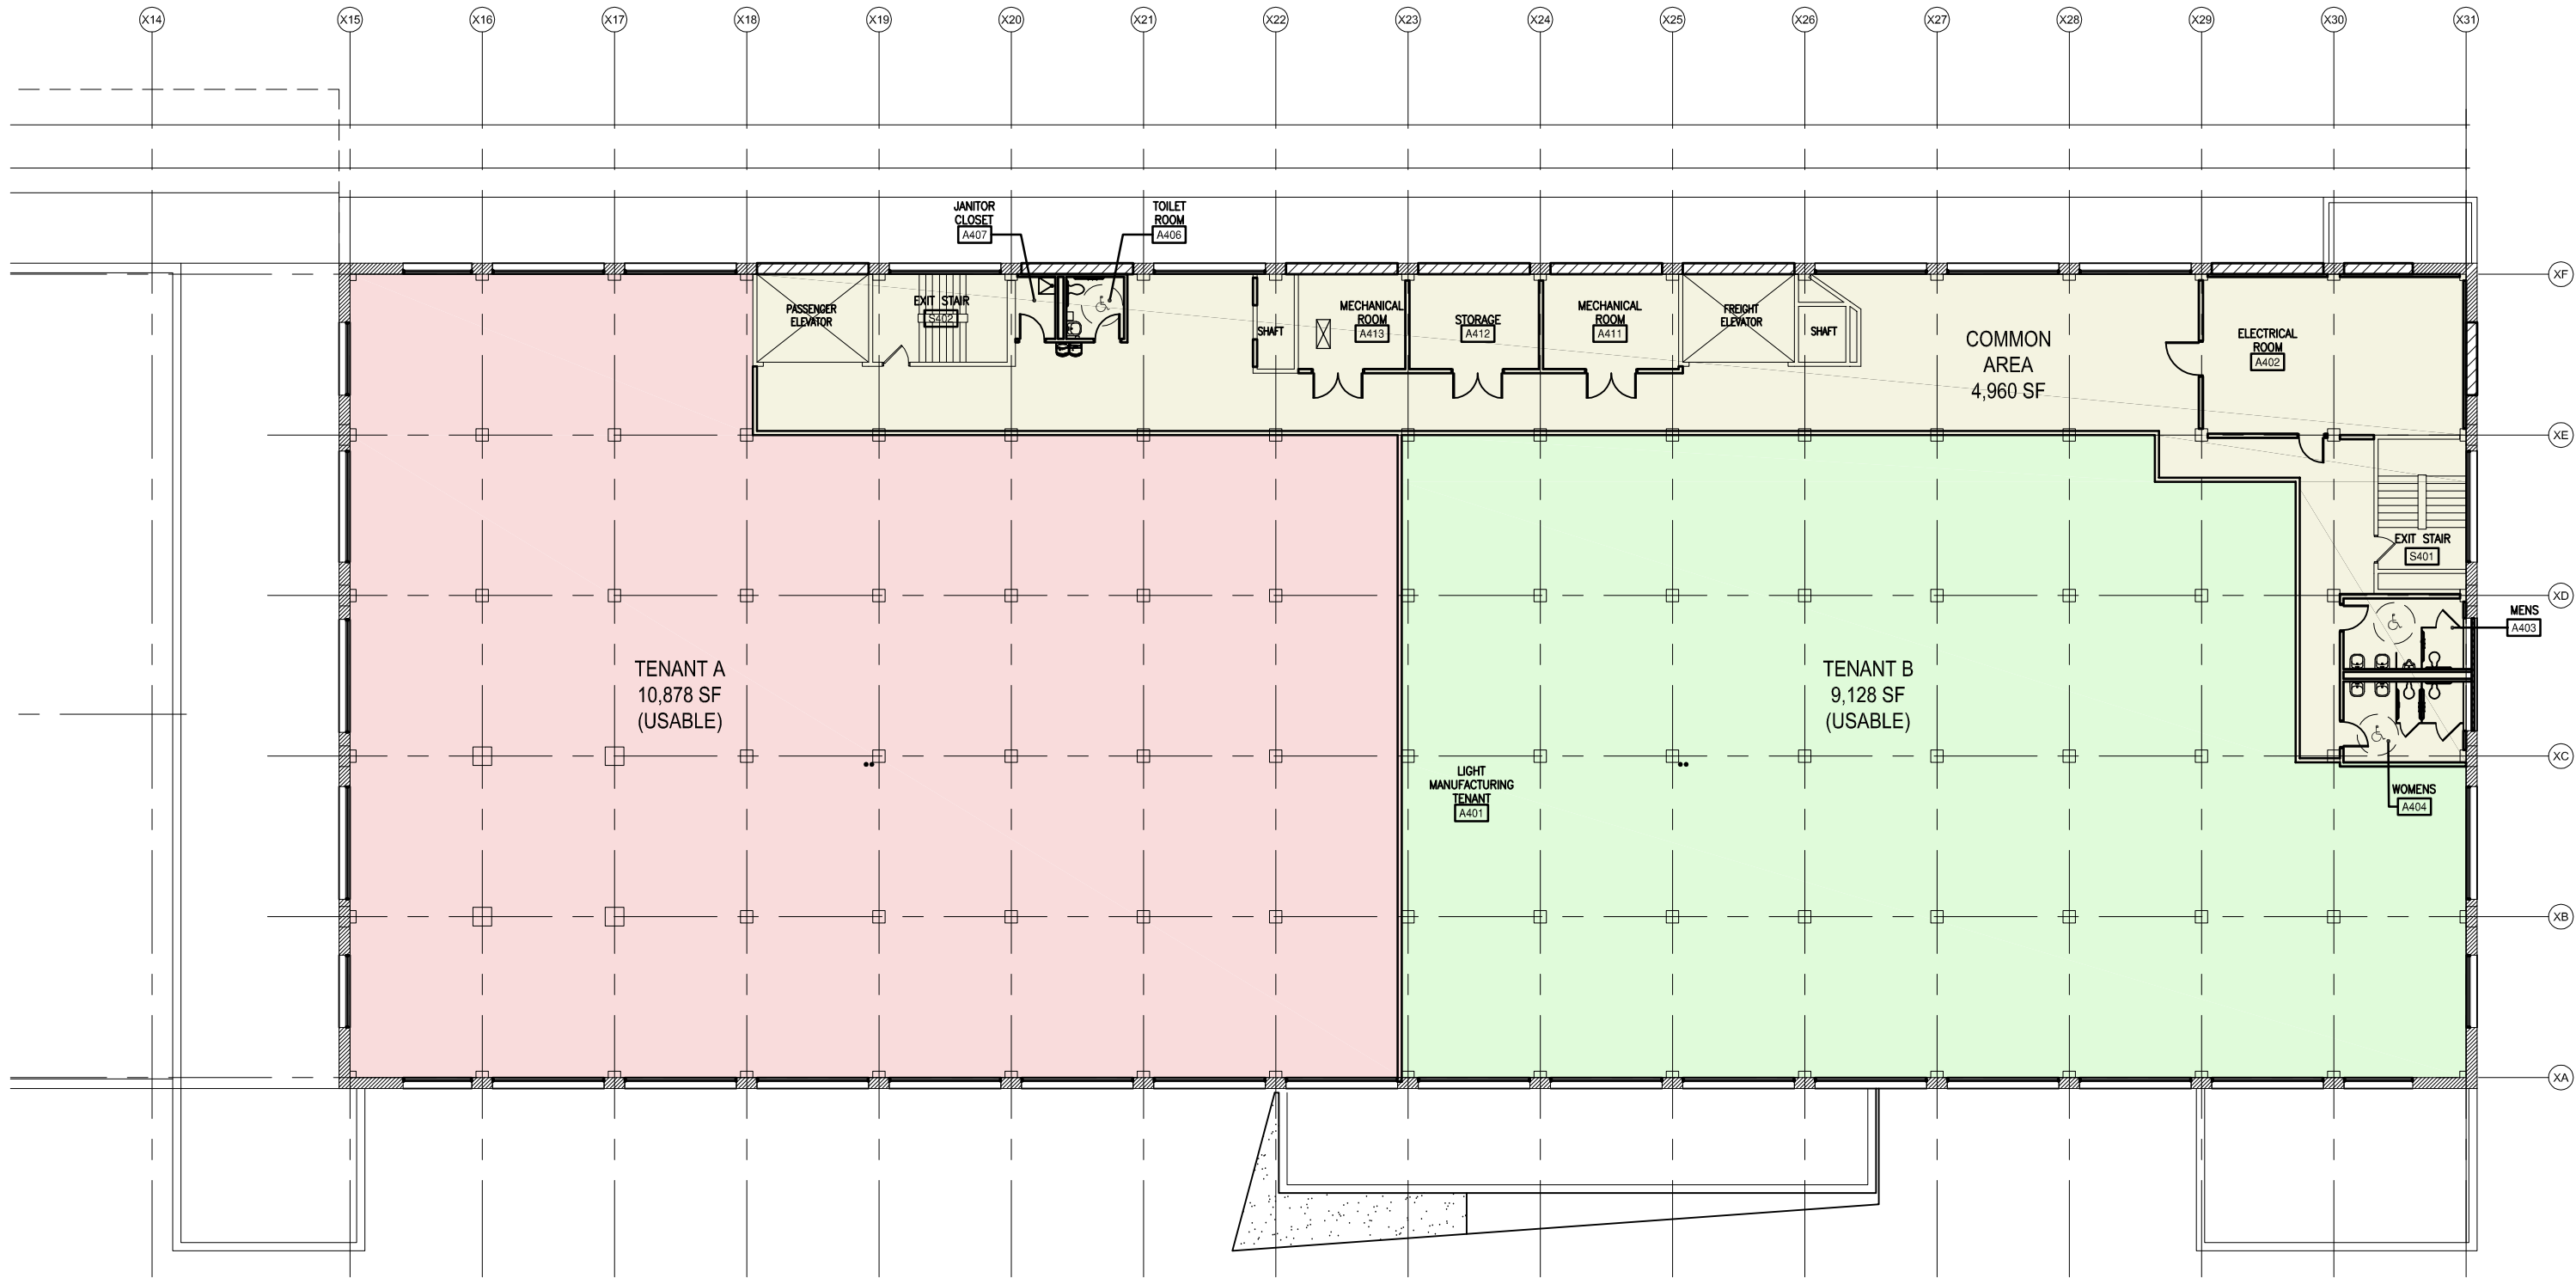 X14
X15
X16
X17
X18
X19
X20
X21
X22
X23
X24
X25
X26
X27
X28
X29
X30
X31
JANITOR
CLOSET
A407
TOILET
ROOM
A406
XF
PASSENGER
ELEVATOR
EXIT STAIR
S402
SHAFT
MECHANICAL
ROOM
A413
STORAGE
A412
MECHANICAL
ROOM
A411
FREIGHT
ELEVATOR
SHAFT
COMMON
AREA
4,960 SF
ELECTRICAL
ROOM
A402
XE
EXIT STAIR
S401
XD
MENS
A403
TENANT A
10,878 SF
(USABLE)
TENANT B
9,128 SF
(USABLE)
XC
LIGHT
MANUFACTURING
TENANT
A401
WOMENS
A404
XB
XA